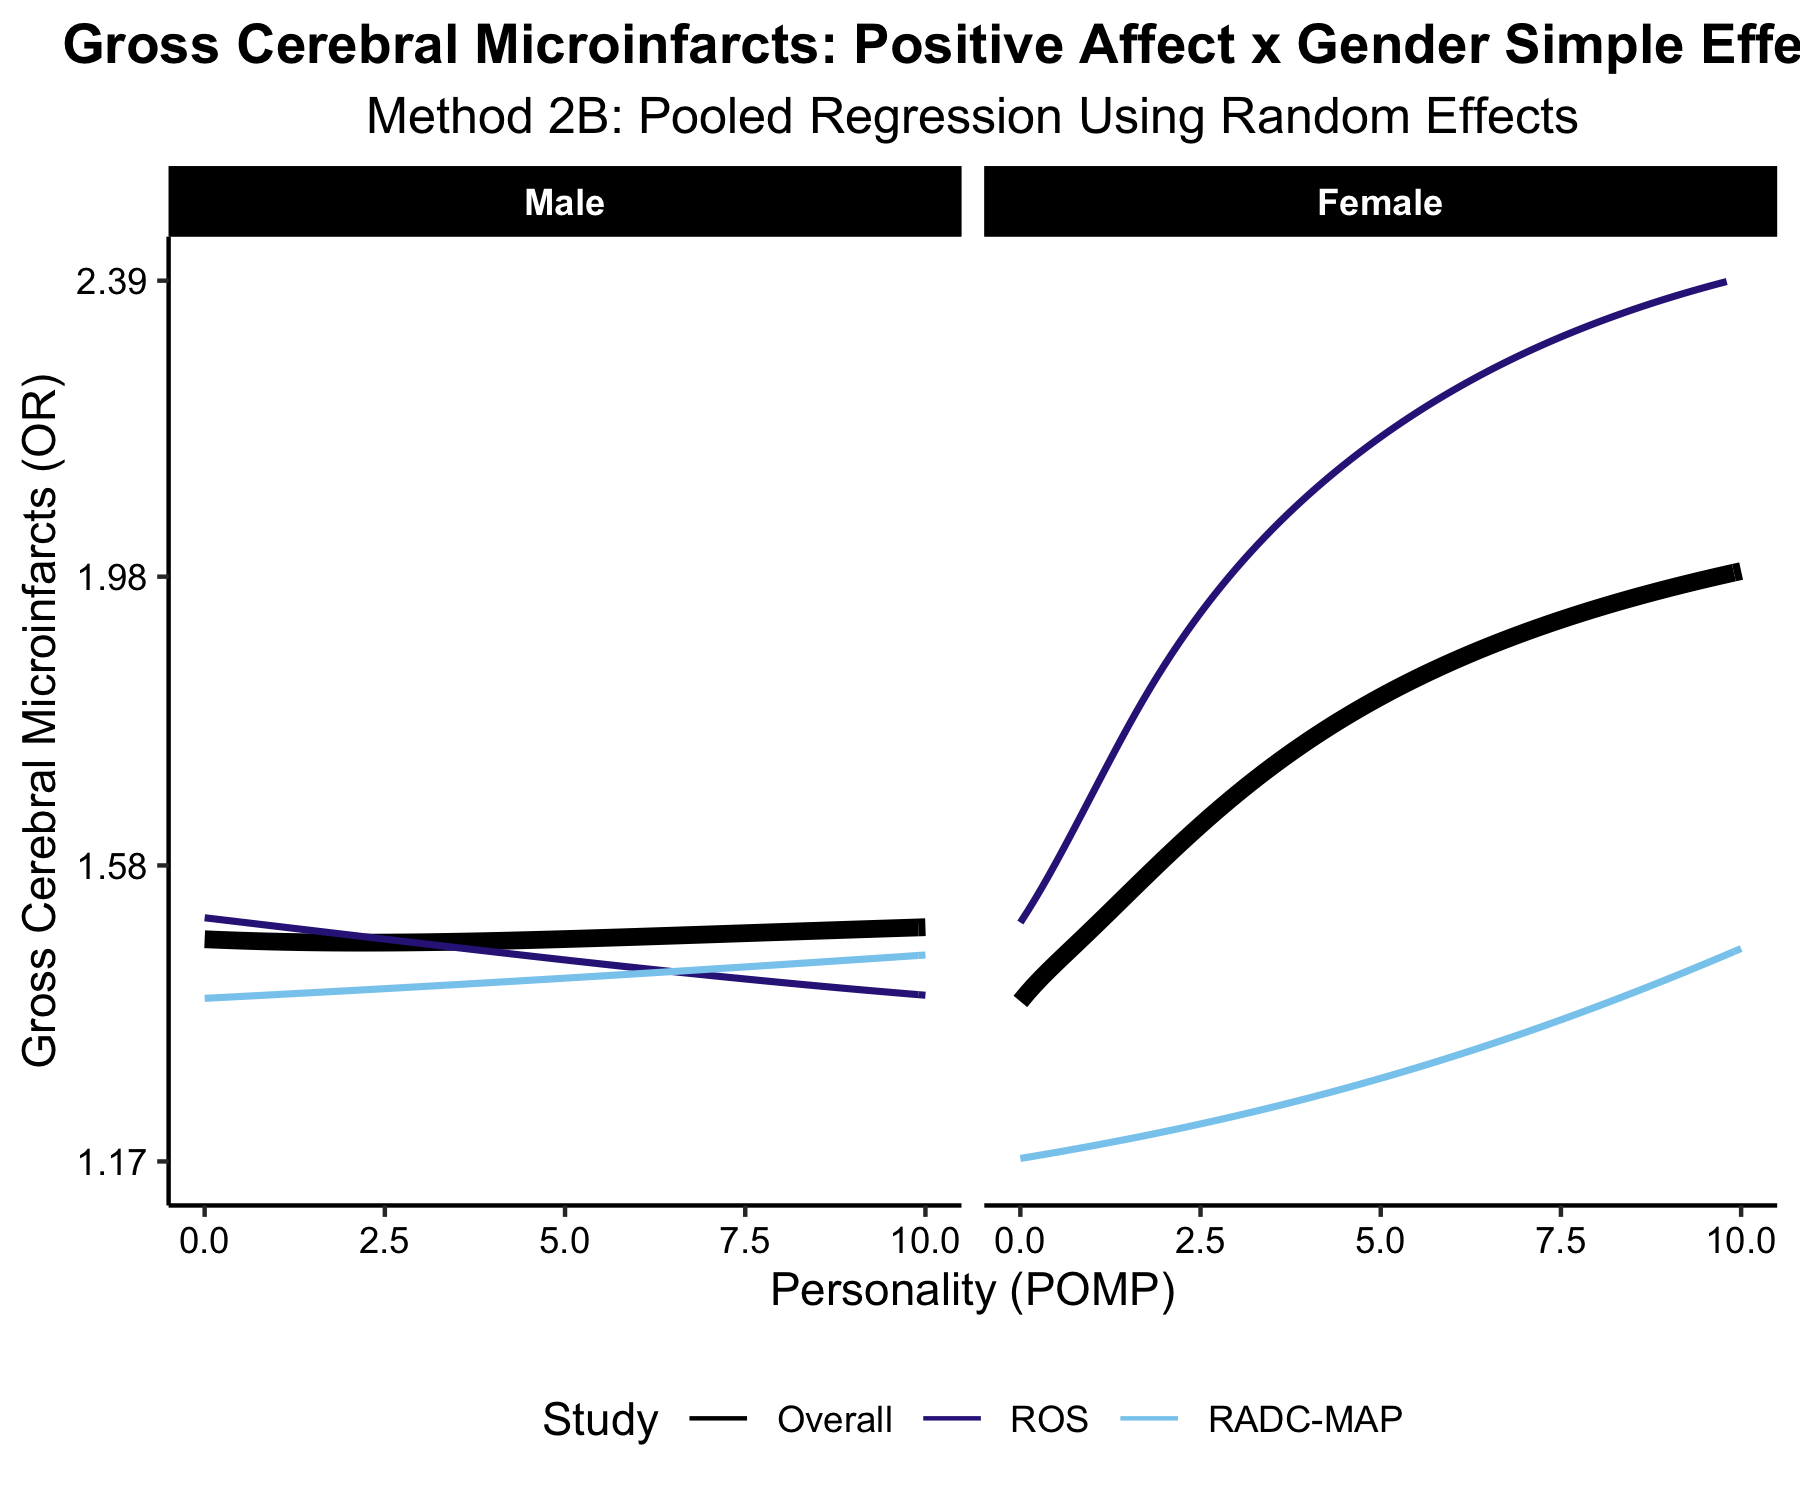 Gross Cerebral Microinfarcts: Positive Affect x Gender Simple Effe
Method 2B: Pooled Regression Using Random Effects
Male
Female
Gross Cerebral Microinfarcts (OR)
2.39
1.98
1.58
1.17
0.0 2.5 5.0 7.5 10.0
0.0 2.5 5.0 7.5 10.0
Personality (POMP)
Study Overall ROS RADC-MAP